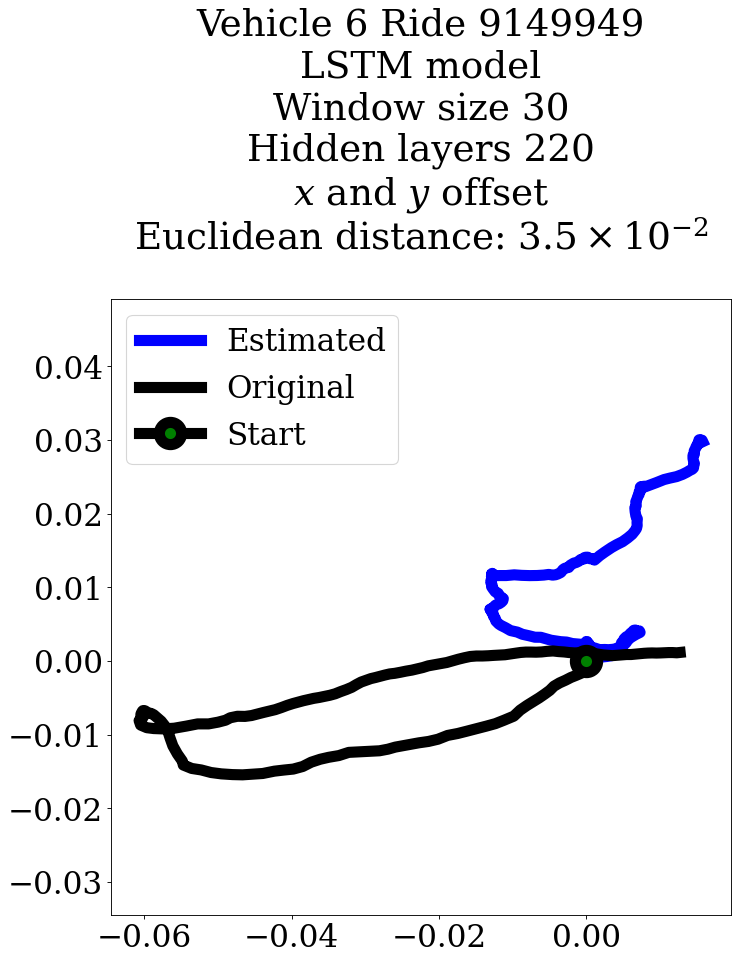 Vehicle 6 Ride 9149949
LSTM model
Window size 30
Hidden layers 220
x and y offset
Euclidean distance: 3.5 × 10⁻²
Estimated
Original
Start
0.04
0.03
0.02
0.01
0.00
−0.01
−0.02
−0.03
−0.06 −0.04 −0.02 0.00